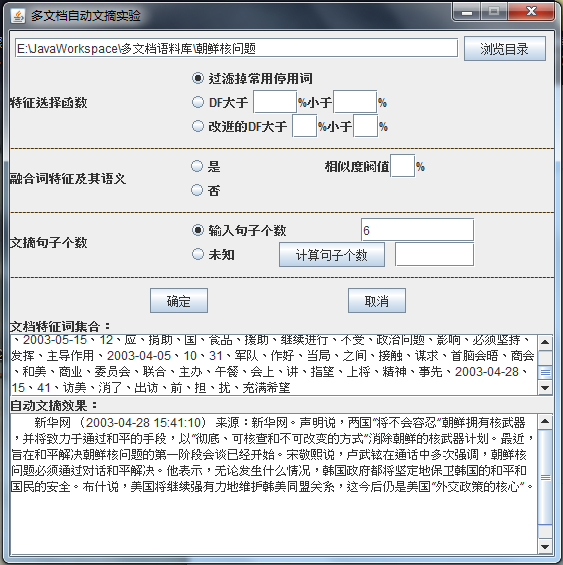 多文档自动文摘实验
E:\JavaWorkspace\多文档语料库\朝鲜核问题 浏览目录
过滤掉常用停用词
特征选择函数 DF大于 %小于 %
改进的DF大于 %小于 %
是 相似度阀值 %
融合词特征及其语义
否
输入句子个数 6
文摘句子个数
未知 计算句子个数
确定 取消
文档特征词集合：
、2003-05-15、12、应、捐助、国、食品、援助、继续进行、不受、政治问题、影响、必须坚持、
发挥、主导作用、2003-04-05、10、31、军队、作好、当局、之间、接触、谋求、首脑会晤、商会
、和美、商业、委员会、联合、主办、午餐、会上、讲、指望、上将、精神、事先、2003-04-28、
15、41、访美、消了、出访、前、担、扰、充满希望
自动文摘效果：
新华网 （2003-04-28 15:41:10） 来源：新华网。声明说，两国“将不会容忍”朝鲜拥有核武器
，并将致力于通过和平的手段，以“彻底、可核查和不可改变的方式”消除朝鲜的核武器计划。最近，
旨在和平解决朝鲜核问题的第一阶段会谈已经开始。宋敬熙说，卢武铉在通话中多次强调，朝鲜核
问题必须通过对话和平解决。他表示，无论发生什么情况，韩国政府都将坚定地保卫韩国的和平和
国民的安全。布什说，美国将继续强有力地维护韩美同盟关系，这今后仍是美国“外交政策的核心”。